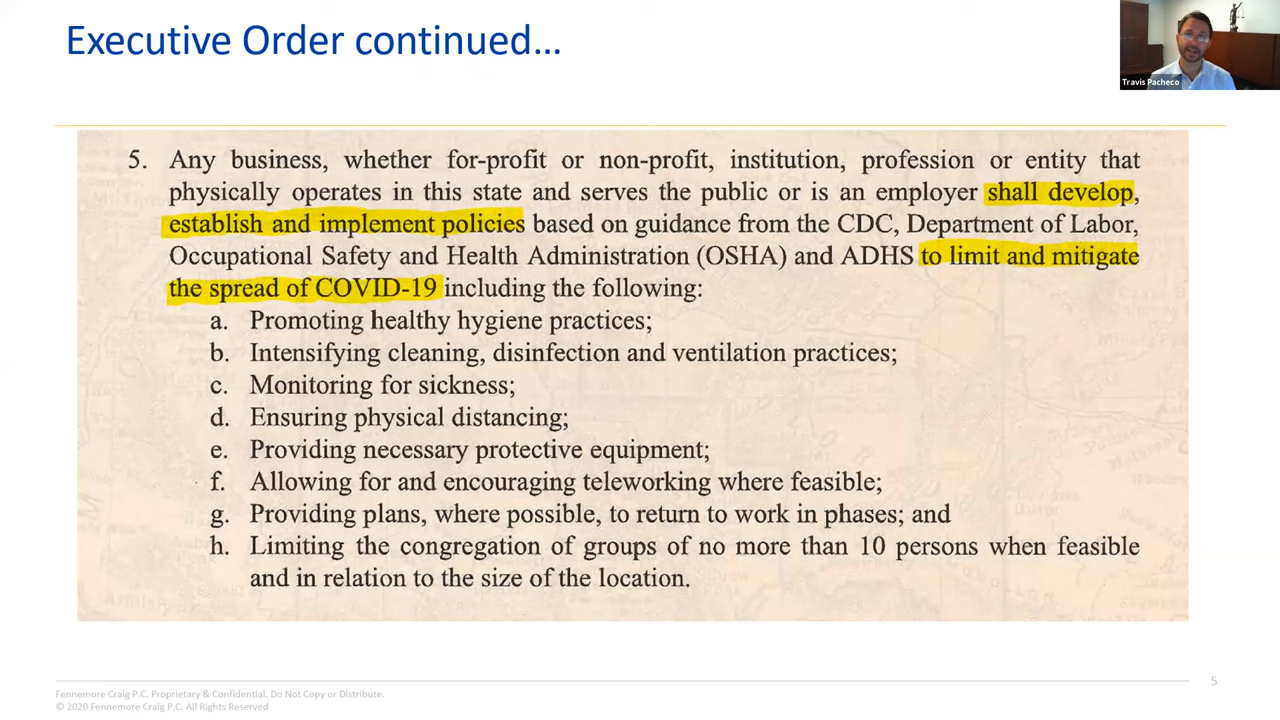 Executive Order continued…
Travis Pacheco
5. Any business, whether for-profit or non-profit, institution, profession or entity that
physically operates in this state and serves the public or is an employer shall develop,
establish and implement policies based on guidance from the CDC, Department of Labor,
Occupational Safety and Health Administration (OSHA) and ADHS to limit and mitigate
the spread of COVID-19 including the following:
a. Promoting healthy hygiene practices;
b. Intensifying cleaning, disinfection and ventilation practices;
c. Monitoring for sickness;
d. Ensuring physical distancing;
e. Providing necessary protective equipment;
f. Allowing for and encouraging teleworking where feasible;
g. Providing plans, where possible, to return to work in phases; and
h. Limiting the congregation of groups of no more than 10 persons when feasible
and in relation to the size of the location.
5
Fennemore Craig P.C. Proprietary & Confidential. Do Not Copy or Distribute.
© 2020 Fennemore Craig P.C. All Rights Reserved